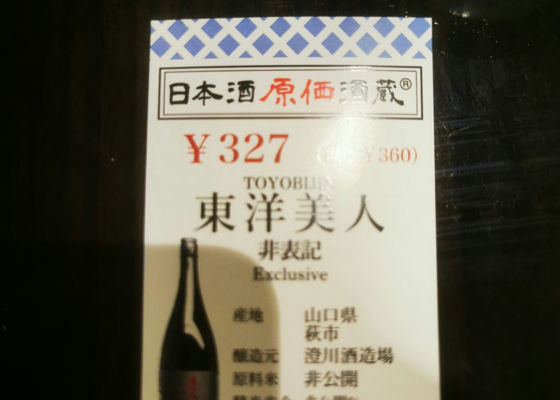 日本酒原価酒蔵®
¥327 ¥360)
TOYOBIJIN
東洋美人
非表記
Exclusive
産地 山口県
萩市
醸造元 澄川酒造場
原料米 非公開